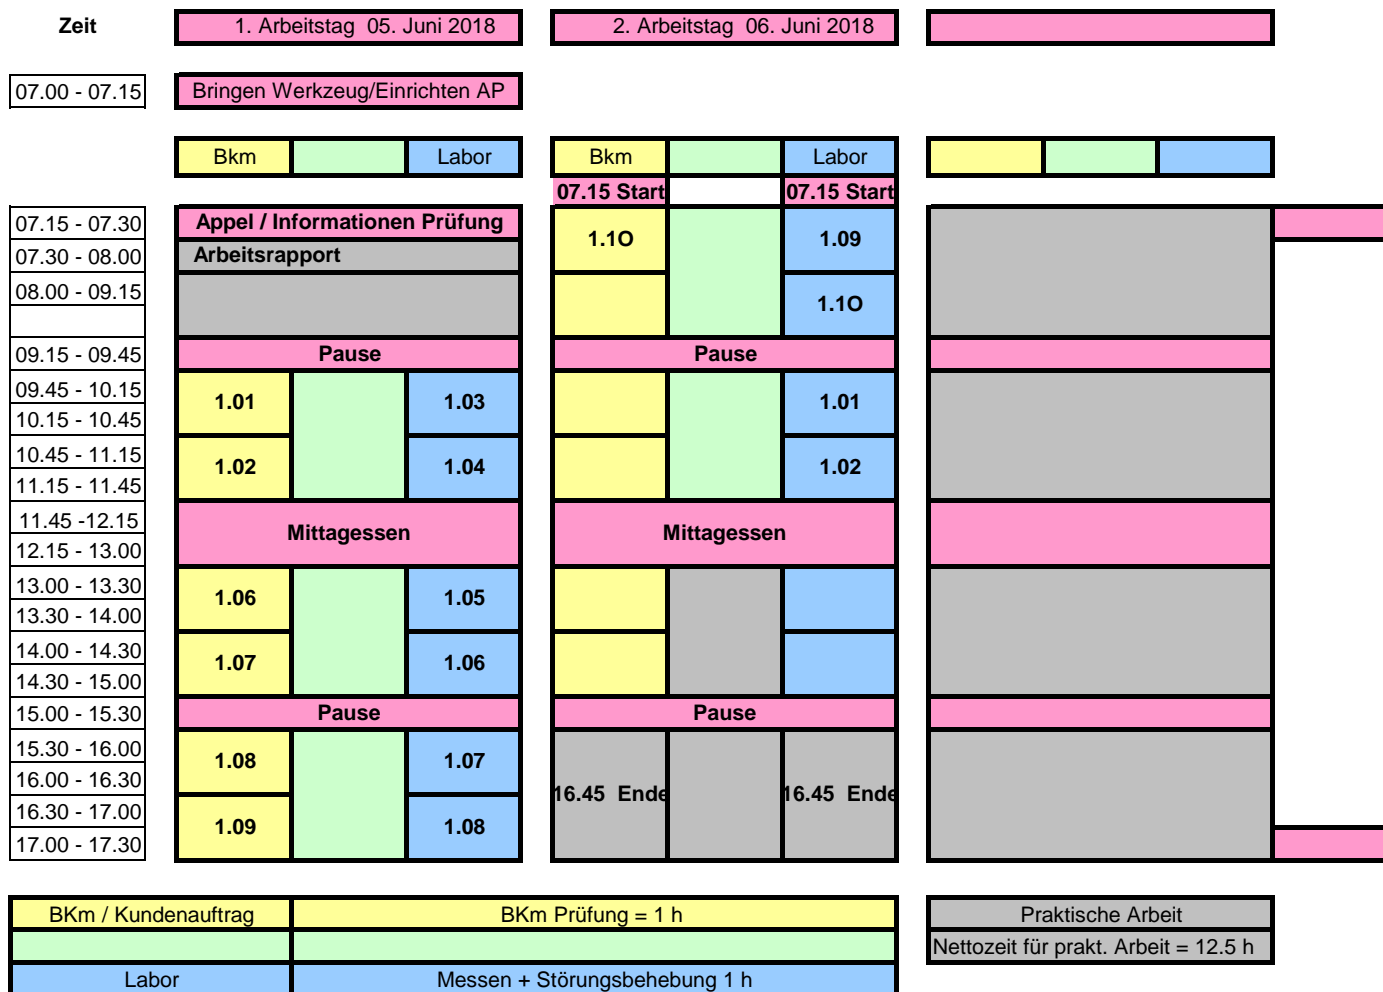 Zeit 1. Arbeitstag 05. Juni 2018 2. Arbeitstag 06. Juni 2018
07.00 - 07.15 Bringen Werkzeug/Einrichten AP
Bkm Labor Bkm Labor
07.15 Start 07.15 Start
07.15 - 07.30 Appel / Informationen Prüfung 1.1O 1.09
07.30 - 08.00 Arbeitsrapport
08.00 - 09.15 1.1O
09.15 - 09.45 Pause Pause
09.45 - 10.15 1.01 1.03 1.01
10.15 - 10.45
10.45 - 11.15 1.02 1.04 1.02
11.15 - 11.45
11.45 -12.15 Mittagessen Mittagessen
12.15 - 13.00
13.00 - 13.30 1.06 1.05
13.30 - 14.00
14.00 - 14.30 1.07 1.06
14.30 - 15.00
15.00 - 15.30 Pause Pause
15.30 - 16.00 1.08 1.07
16.00 - 16.30 16.45 Ende 16.45 Ende
16.30 - 17.00 1.09 1.08
17.00 - 17.30
BKm / Kundenauftrag BKm Prüfung = 1 h Praktische Arbeit
Nettozeit für prakt. Arbeit = 12.5 h
Labor Messen + Störungsbehebung 1 h